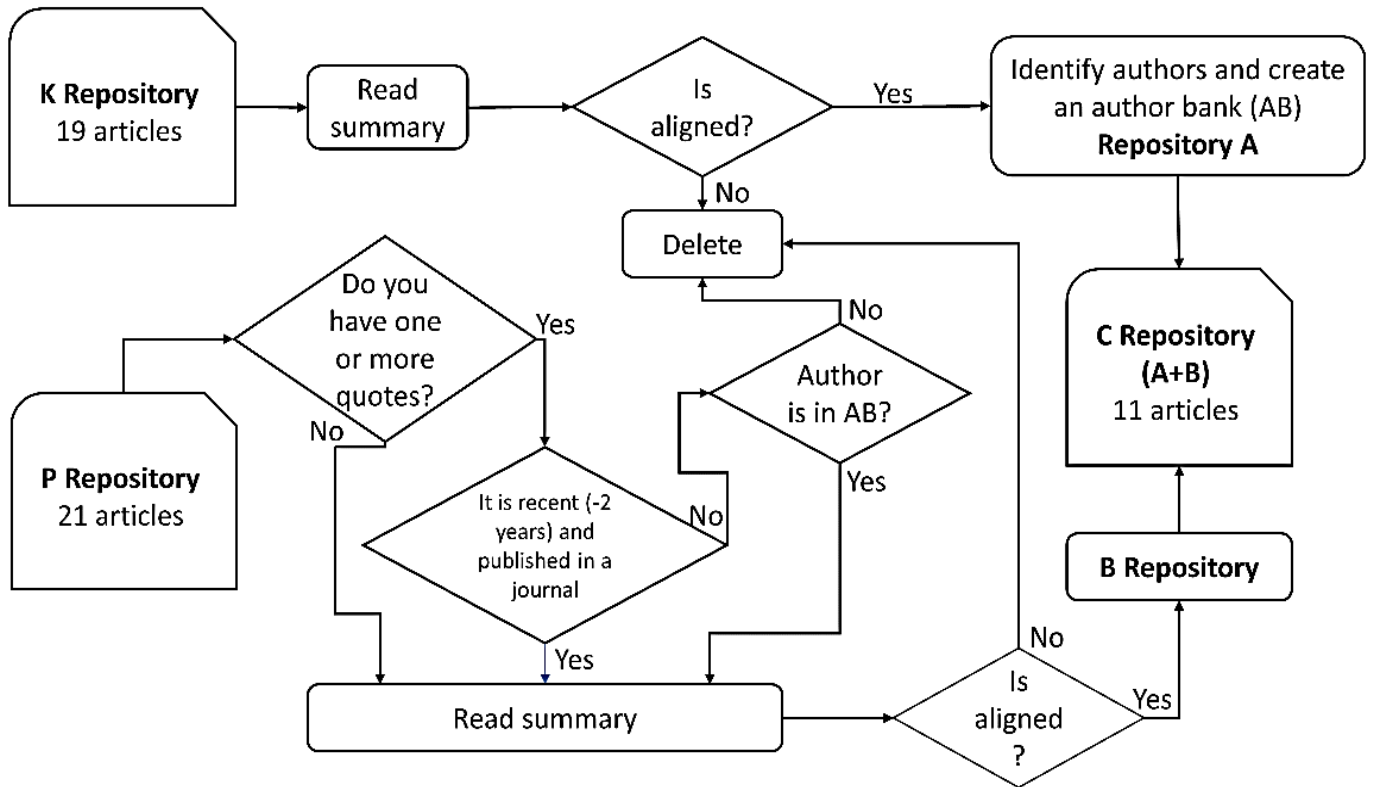 K Repository
19 articles
Read
summary
Is
aligned?
Yes
Identify authors and create
an author bank (AB)
Repository A
No
Delete
Do you
have one
or more
quotes?
Yes
No
No
Author
is in AB?
Yes
C Repository
(A+B)
11 articles
P Repository
21 articles
It is recent (-2
years) and
published in a
journal
No
Yes
B Repository
Read summary
Is
aligned
?
No
Yes